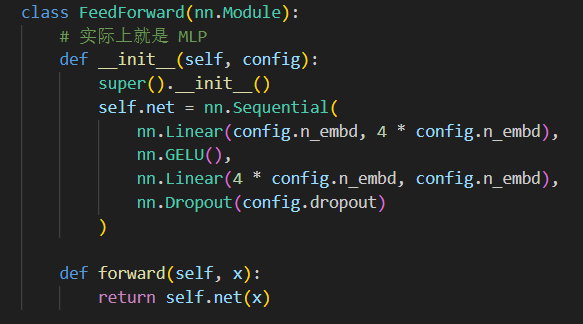 class FeedForward(nn.Module):
    # 实际上就是 MLP
    def __init__(self, config):
        super().__init__()
        self.net = nn.Sequential(
            nn.Linear(config.n_embd, 4 * config.n_embd),
            nn.GELU(),
            nn.Linear(4 * config.n_embd, config.n_embd),
            nn.Dropout(config.dropout)
        )
    def forward(self, x):
        return self.net(x)